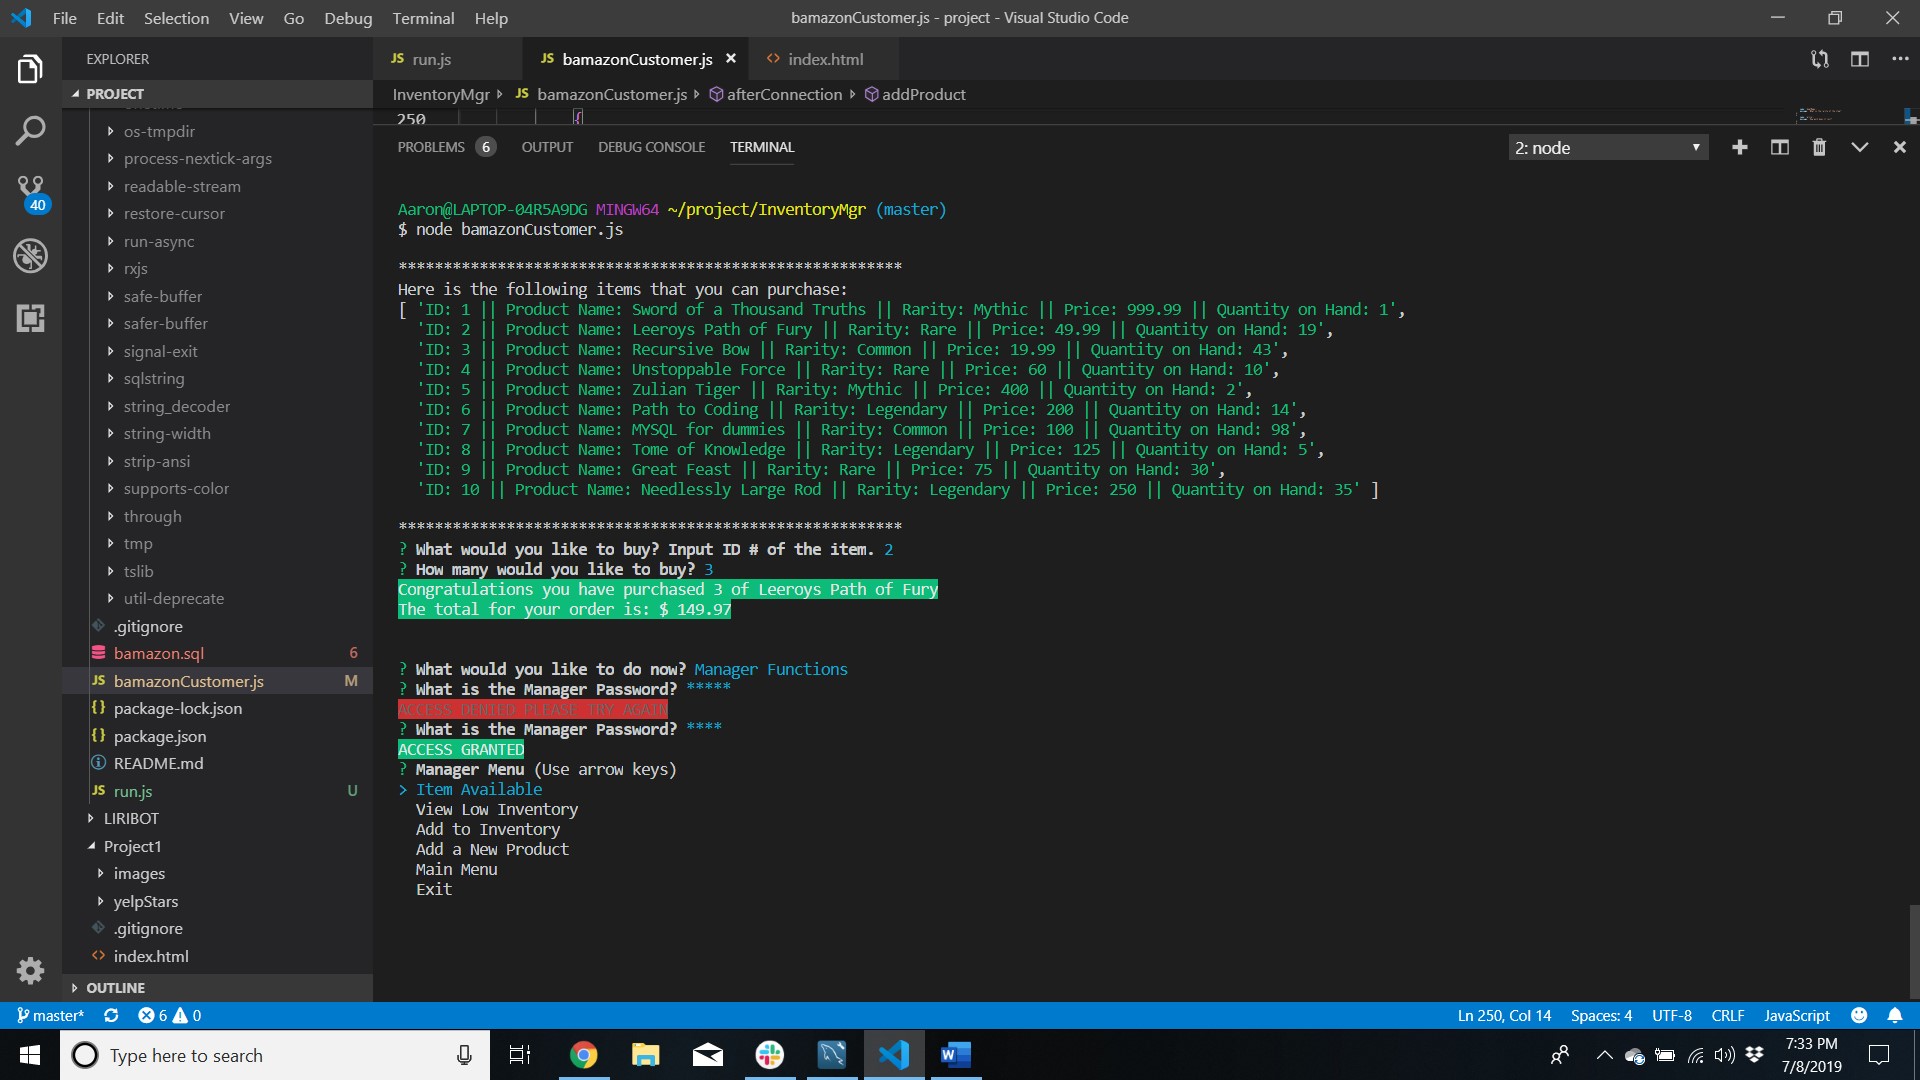 File Edit Selection View Go Debug Terminal Help
bamazonCustomer.js - project - Visual Studio Code
EXPLORER
JS run.js
JS bamazonCustomer.js ×
<> index.html
PROJECT
InventoryMgr › JS bamazonCustomer.js › afterConnection › addProduct
250 {
os-tmpdir
process-nextick-args
readable-stream
restore-cursor
run-async
rxjs
safe-buffer
safer-buffer
signal-exit
sqlstring
string_decoder
string-width
strip-ansi
supports-color
through
tmp
tslib
util-deprecate
.gitignore
bamazon.sql 6
JS bamazonCustomer.js M
{} package-lock.json
{} package.json
README.md
JS run.js U
LIRIBOT
Project1
images
yelpStars
.gitignore
<> index.html
OUTLINE
40
PROBLEMS 6 OUTPUT DEBUG CONSOLE TERMINAL
2: node
Aaron@LAPTOP-04R5A9DG MINGW64 ~/project/InventoryMgr (master)
$ node bamazonCustomer.js
********************************************************
Here is the following items that you can purchase:
[ 'ID: 1 || Product Name: Sword of a Thousand Truths || Rarity: Mythic || Price: 999.99 || Quantity on Hand: 1',
'ID: 2 || Product Name: Leeroys Path of Fury || Rarity: Rare || Price: 49.99 || Quantity on Hand: 19',
'ID: 3 || Product Name: Recursive Bow || Rarity: Common || Price: 19.99 || Quantity on Hand: 43',
'ID: 4 || Product Name: Unstoppable Force || Rarity: Rare || Price: 60 || Quantity on Hand: 10',
'ID: 5 || Product Name: Zulian Tiger || Rarity: Mythic || Price: 400 || Quantity on Hand: 2',
'ID: 6 || Product Name: Path to Coding || Rarity: Legendary || Price: 200 || Quantity on Hand: 14',
'ID: 7 || Product Name: MYSQL for dummies || Rarity: Common || Price: 100 || Quantity on Hand: 98',
'ID: 8 || Product Name: Tome of Knowledge || Rarity: Legendary || Price: 125 || Quantity on Hand: 5',
'ID: 9 || Product Name: Great Feast || Rarity: Rare || Price: 75 || Quantity on Hand: 30',
'ID: 10 || Product Name: Needlessly Large Rod || Rarity: Legendary || Price: 250 || Quantity on Hand: 35' ]
********************************************************
? What would you like to buy? Input ID # of the item. 2
? How many would you like to buy? 3
Congratulations you have purchased 3 of Leeroys Path of Fury
The total for your order is: $ 149.97
? What would you like to do now? Manager Functions
? What is the Manager Password? *****
ACCESS DENIED PLEASE TRY AGAIN
? What is the Manager Password? ****
ACCESS GRANTED
? Manager Menu (Use arrow keys)
> Item Available
View Low Inventory
Add to Inventory
Add a New Product
Main Menu
Exit
master* 6 0
Ln 250, Col 14 Spaces: 4 UTF-8 CRLF JavaScript
Type here to search
7:33 PM
7/8/2019